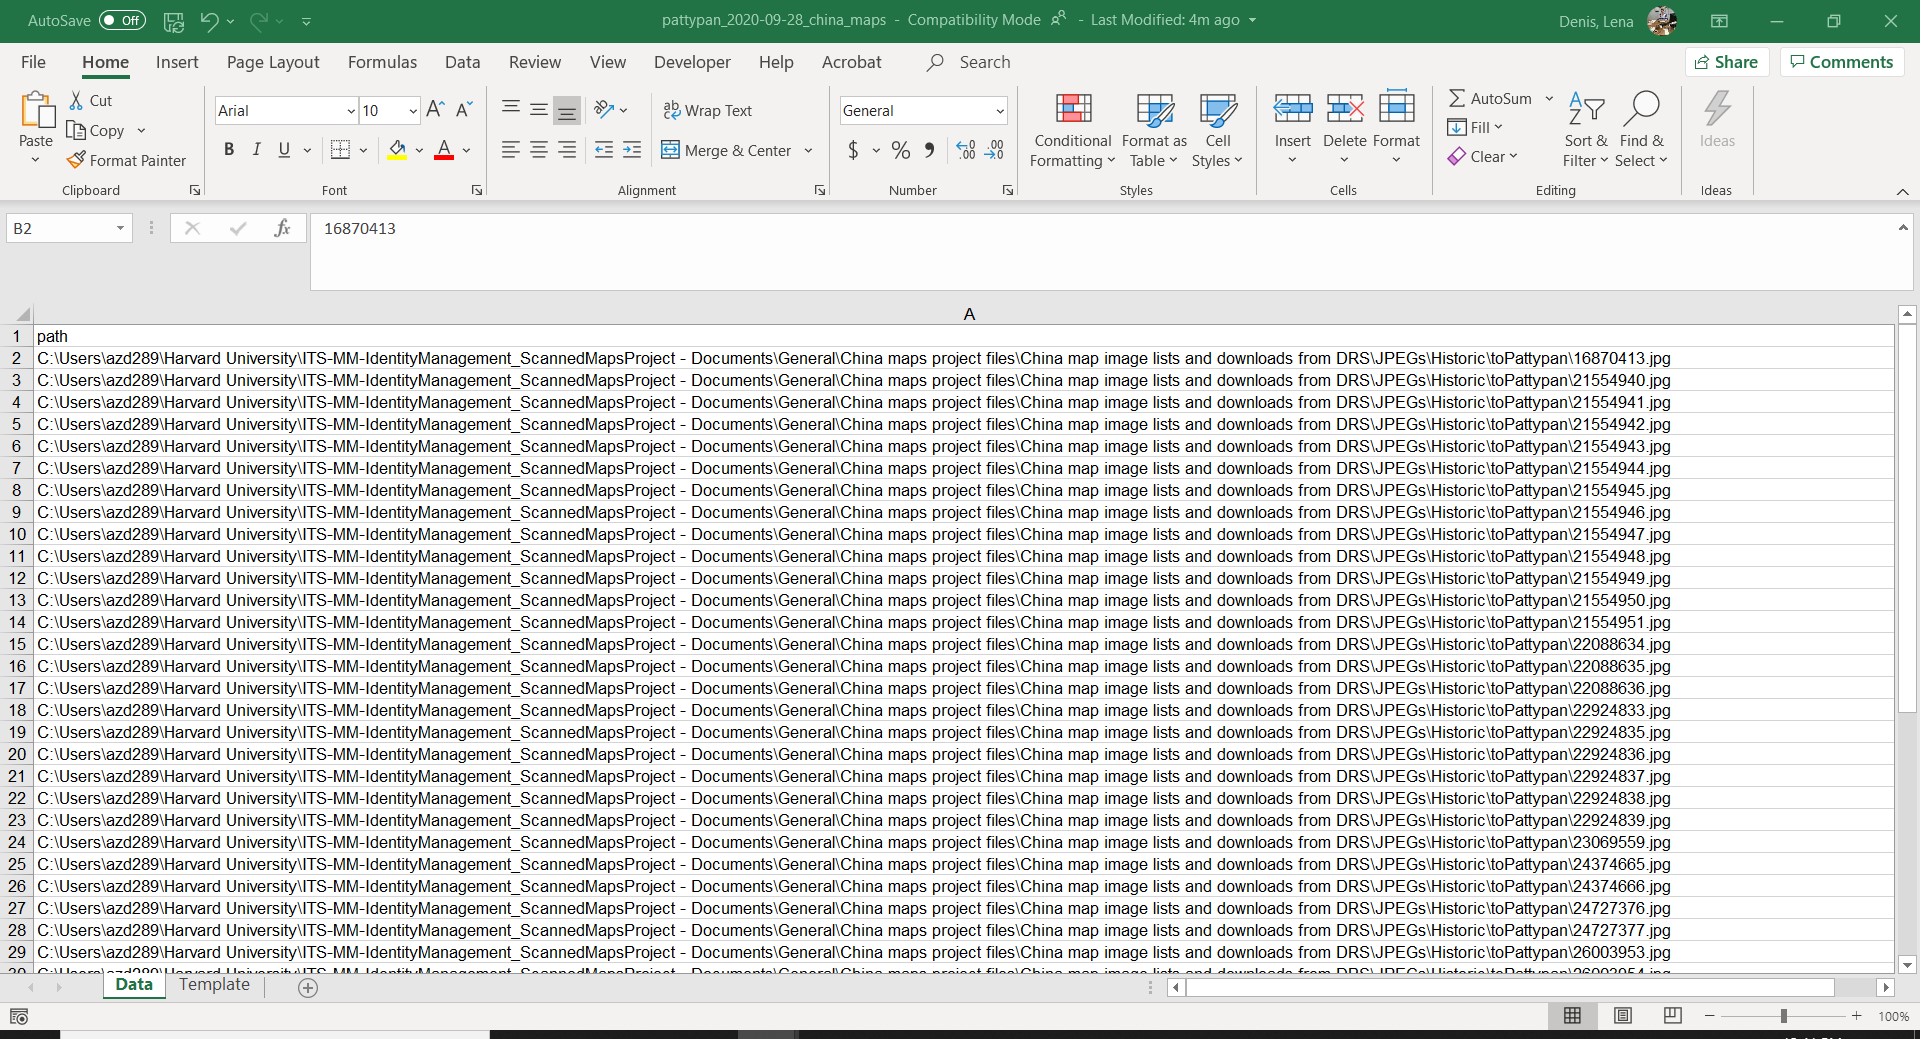 AutoSave Off pattypan_2020-09-28_china_maps - Compatibility Mode - Last Modified: 4m ago Denis, Lena
File Home Insert Page Layout Formulas Data Review View Developer Help Acrobat Search Share Comments
Paste
Cut
Copy
Format Painter
Clipboard
Arial 10
B I U A
Font
Wrap Text
Merge & Center
Alignment
General
$ % 9 .00
Number
Conditional Formatting
Format as Table
Cell Styles
Styles
Insert Delete Format
Cells
AutoSum
Fill
Clear
Sort & Filter
Find & Select
Editing
Ideas
Ideas
B2 fx 16870413
A
1 path
2 C:\Users\azd289\Harvard University\ITS-MM-IdentityManagement_ScannedMapsProject - Documents\General\China maps project files\China map image lists and downloads from DRS\JPEGs\Historic\toPattypan\16870413.jpg
3 C:\Users\azd289\Harvard University\ITS-MM-IdentityManagement_ScannedMapsProject - Documents\General\China maps project files\China map image lists and downloads from DRS\JPEGs\Historic\toPattypan\21554940.jpg
4 C:\Users\azd289\Harvard University\ITS-MM-IdentityManagement_ScannedMapsProject - Documents\General\China maps project files\China map image lists and downloads from DRS\JPEGs\Historic\toPattypan\21554941.jpg
5 C:\Users\azd289\Harvard University\ITS-MM-IdentityManagement_ScannedMapsProject - Documents\General\China maps project files\China map image lists and downloads from DRS\JPEGs\Historic\toPattypan\21554942.jpg
6 C:\Users\azd289\Harvard University\ITS-MM-IdentityManagement_ScannedMapsProject - Documents\General\China maps project files\China map image lists and downloads from DRS\JPEGs\Historic\toPattypan\21554943.jpg
7 C:\Users\azd289\Harvard University\ITS-MM-IdentityManagement_ScannedMapsProject - Documents\General\China maps project files\China map image lists and downloads from DRS\JPEGs\Historic\toPattypan\21554944.jpg
8 C:\Users\azd289\Harvard University\ITS-MM-IdentityManagement_ScannedMapsProject - Documents\General\China maps project files\China map image lists and downloads from DRS\JPEGs\Historic\toPattypan\21554945.jpg
9 C:\Users\azd289\Harvard University\ITS-MM-IdentityManagement_ScannedMapsProject - Documents\General\China maps project files\China map image lists and downloads from DRS\JPEGs\Historic\toPattypan\21554946.jpg
10 C:\Users\azd289\Harvard University\ITS-MM-IdentityManagement_ScannedMapsProject - Documents\General\China maps project files\China map image lists and downloads from DRS\JPEGs\Historic\toPattypan\21554947.jpg
11 C:\Users\azd289\Harvard University\ITS-MM-IdentityManagement_ScannedMapsProject - Documents\General\China maps project files\China map image lists and downloads from DRS\JPEGs\Historic\toPattypan\21554948.jpg
12 C:\Users\azd289\Harvard University\ITS-MM-IdentityManagement_ScannedMapsProject - Documents\General\China maps project files\China map image lists and downloads from DRS\JPEGs\Historic\toPattypan\21554949.jpg
13 C:\Users\azd289\Harvard University\ITS-MM-IdentityManagement_ScannedMapsProject - Documents\General\China maps project files\China map image lists and downloads from DRS\JPEGs\Historic\toPattypan\21554950.jpg
14 C:\Users\azd289\Harvard University\ITS-MM-IdentityManagement_ScannedMapsProject - Documents\General\China maps project files\China map image lists and downloads from DRS\JPEGs\Historic\toPattypan\21554951.jpg
15 C:\Users\azd289\Harvard University\ITS-MM-IdentityManagement_ScannedMapsProject - Documents\General\China maps project files\China map image lists and downloads from DRS\JPEGs\Historic\toPattypan\22088634.jpg
16 C:\Users\azd289\Harvard University\ITS-MM-IdentityManagement_ScannedMapsProject - Documents\General\China maps project files\China map image lists and downloads from DRS\JPEGs\Historic\toPattypan\22088635.jpg
17 C:\Users\azd289\Harvard University\ITS-MM-IdentityManagement_ScannedMapsProject - Documents\General\China maps project files\China map image lists and downloads from DRS\JPEGs\Historic\toPattypan\22088636.jpg
18 C:\Users\azd289\Harvard University\ITS-MM-IdentityManagement_ScannedMapsProject - Documents\General\China maps project files\China map image lists and downloads from DRS\JPEGs\Historic\toPattypan\22924833.jpg
19 C:\Users\azd289\Harvard University\ITS-MM-IdentityManagement_ScannedMapsProject - Documents\General\China maps project files\China map image lists and downloads from DRS\JPEGs\Historic\toPattypan\22924835.jpg
20 C:\Users\azd289\Harvard University\ITS-MM-IdentityManagement_ScannedMapsProject - Documents\General\China maps project files\China map image lists and downloads from DRS\JPEGs\Historic\toPattypan\22924836.jpg
21 C:\Users\azd289\Harvard University\ITS-MM-IdentityManagement_ScannedMapsProject - Documents\General\China maps project files\China map image lists and downloads from DRS\JPEGs\Historic\toPattypan\22924837.jpg
22 C:\Users\azd289\Harvard University\ITS-MM-IdentityManagement_ScannedMapsProject - Documents\General\China maps project files\China map image lists and downloads from DRS\JPEGs\Historic\toPattypan\22924838.jpg
23 C:\Users\azd289\Harvard University\ITS-MM-IdentityManagement_ScannedMapsProject - Documents\General\China maps project files\China map image lists and downloads from DRS\JPEGs\Historic\toPattypan\22924839.jpg
24 C:\Users\azd289\Harvard University\ITS-MM-IdentityManagement_ScannedMapsProject - Documents\General\China maps project files\China map image lists and downloads from DRS\JPEGs\Historic\toPattypan\23069559.jpg
25 C:\Users\azd289\Harvard University\ITS-MM-IdentityManagement_ScannedMapsProject - Documents\General\China maps project files\China map image lists and downloads from DRS\JPEGs\Historic\toPattypan\24374665.jpg
26 C:\Users\azd289\Harvard University\ITS-MM-IdentityManagement_ScannedMapsProject - Documents\General\China maps project files\China map image lists and downloads from DRS\JPEGs\Historic\toPattypan\24374666.jpg
27 C:\Users\azd289\Harvard University\ITS-MM-IdentityManagement_ScannedMapsProject - Documents\General\China maps project files\China map image lists and downloads from DRS\JPEGs\Historic\toPattypan\24727376.jpg
28 C:\Users\azd289\Harvard University\ITS-MM-IdentityManagement_ScannedMapsProject - Documents\General\China maps project files\China map image lists and downloads from DRS\JPEGs\Historic\toPattypan\24727377.jpg
29 C:\Users\azd289\Harvard University\ITS-MM-IdentityManagement_ScannedMapsProject - Documents\General\China maps project files\China map image lists and downloads from DRS\JPEGs\Historic\toPattypan\26003953.jpg
Data Template
100%